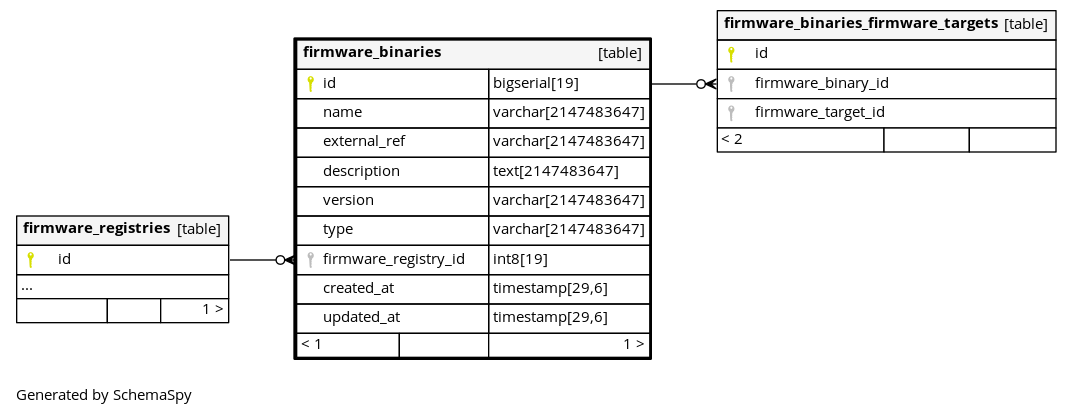 firmware_binaries_firmware_targets [table]
id
firmware_binary_id
firmware_target_id
< 2
firmware_binaries [table]
id bigserial[19]
name varchar[2147483647]
external_ref varchar[2147483647]
description text[2147483647]
version varchar[2147483647]
type varchar[2147483647]
firmware_registry_id int8[19]
created_at timestamp[29,6]
updated_at timestamp[29,6]
< 1 1 >
firmware_registries [table]
id
...
1 >
Generated by SchemaSpy